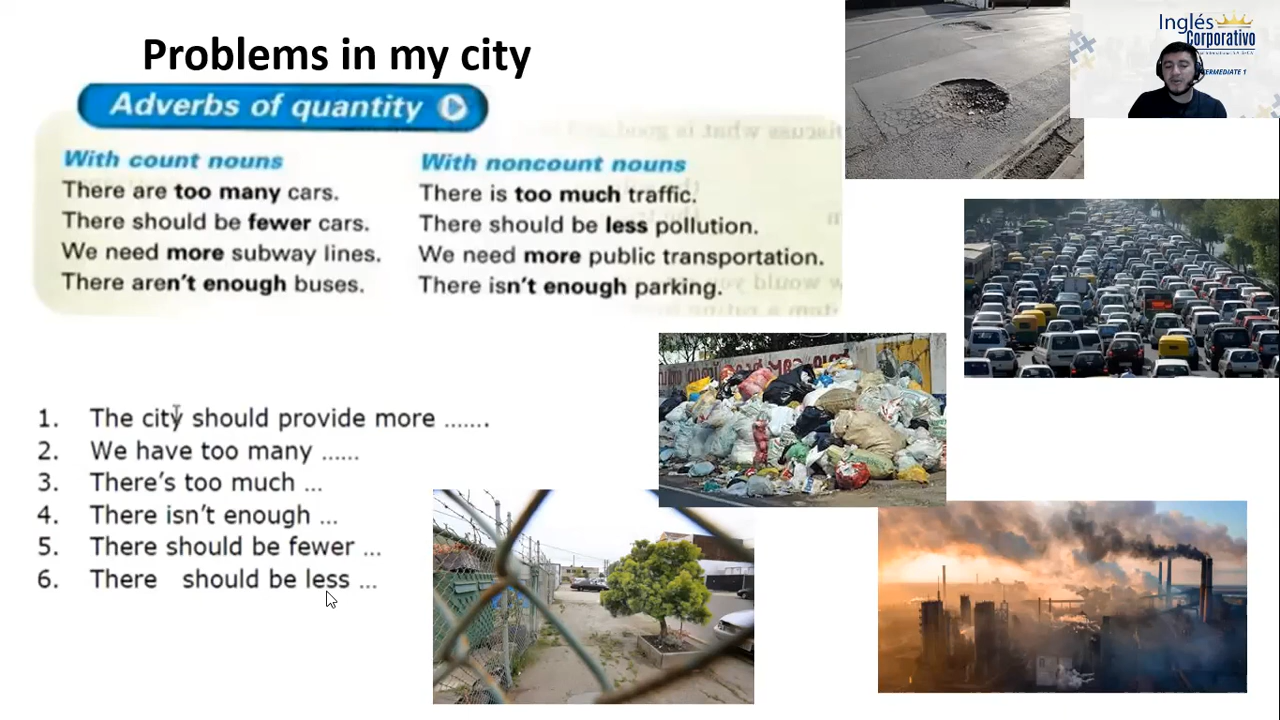 Problems in my city
Adverbs of quantity
With count nouns
There are too many cars.
There should be fewer cars.
We need more subway lines.
There aren't enough buses.
With noncount nouns
There is too much traffic.
There should be less pollution.
We need more public transportation.
There isn't enough parking.
1. The city should provide more .......
2. We have too many ......
3. There's too much ...
4. There isn't enough ...
5. There should be fewer ...
6. There should be less ...
Inglés
Corporativo
ERMEDIATE 1